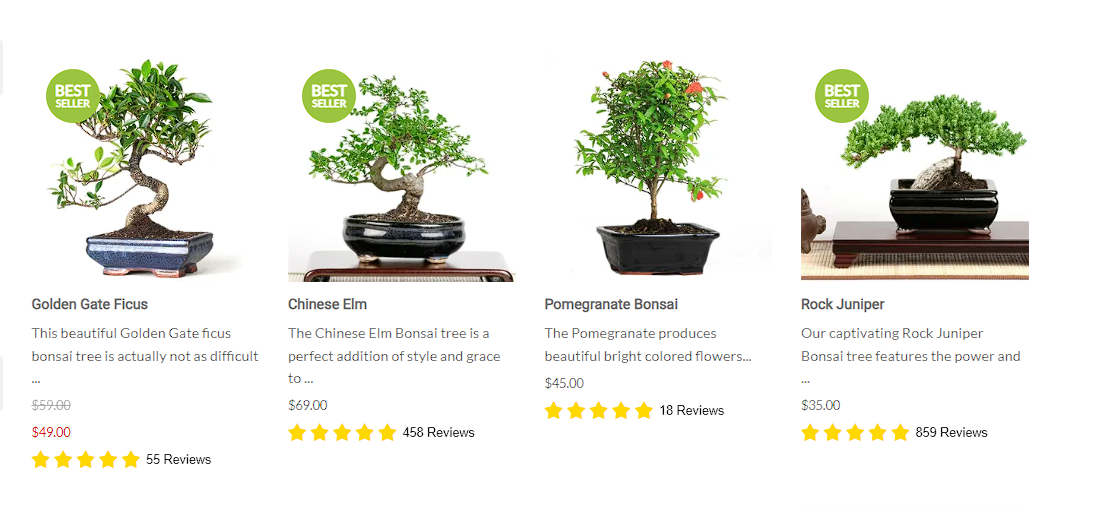 BEST
SELLER
Golden Gate Ficus
This beautiful Golden Gate ficus
bonsai tree is actually not as difficult
...
$59.00
$49.00
55 Reviews
BEST
SELLER
Chinese Elm
The Chinese Elm Bonsai tree is a
perfect addition of style and grace
to ...
$69.00
458 Reviews
Pomegranate Bonsai
The Pomegranate produces
beautiful bright colored flowers...
$45.00
18 Reviews
BEST
SELLER
Rock Juniper
Our captivating Rock Juniper
Bonsai tree features the power and
...
$35.00
859 Reviews